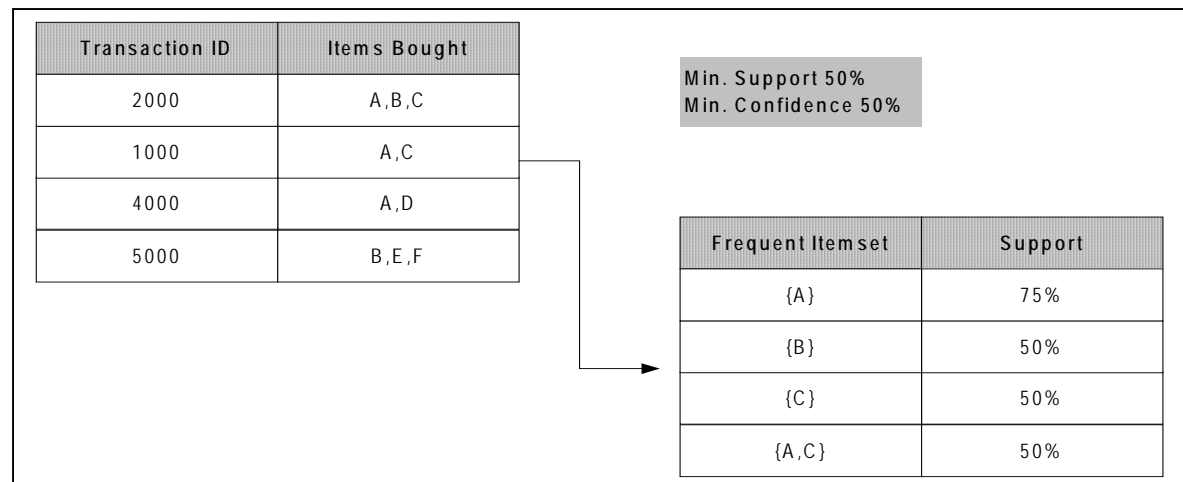 Transaction ID Items Bought
2000 A,B,C
1000 A,C
4000 A,D
5000 B,E,F
Min. Support 50%
Min. Confidence 50%
Frequent Itemset Support
{A} 75%
{B} 50%
{C} 50%
{A,C} 50%